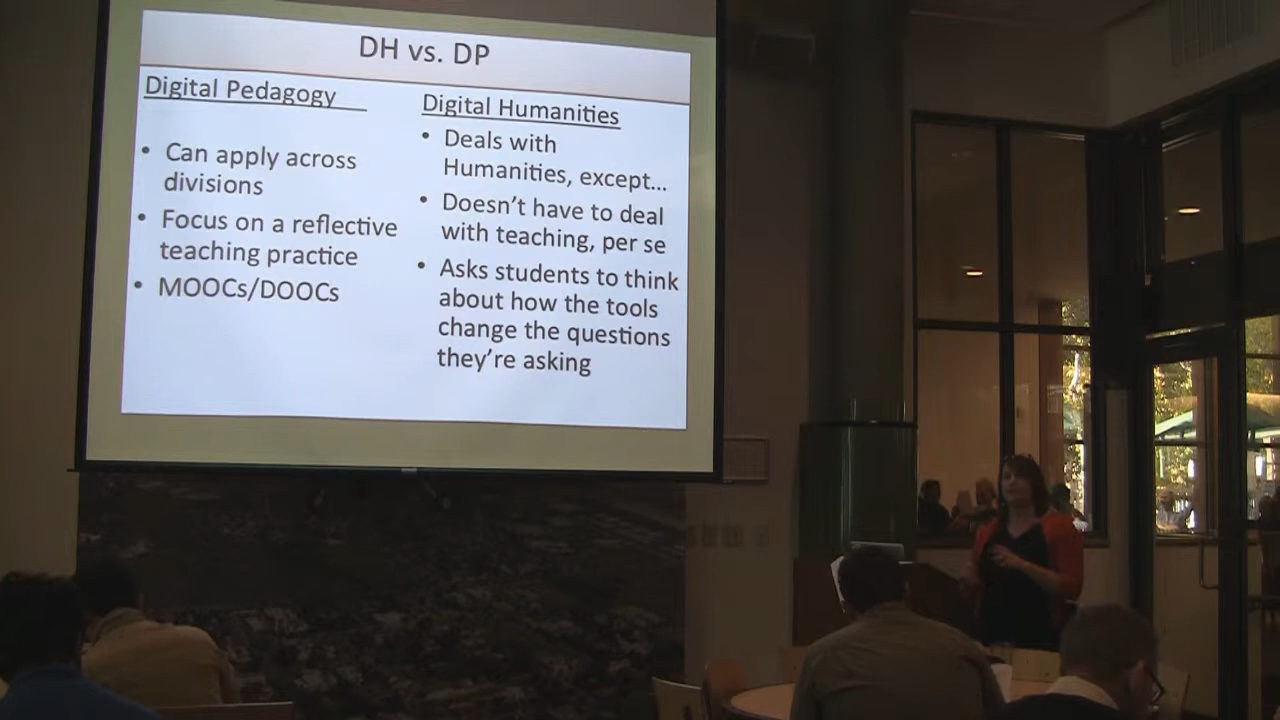 DH vs. DP
Digital Pedagogy
• Can apply across
divisions
• Focus on a reflective
teaching practice
• MOOCs/DOOCs
Digital Humanities
• Deals with
Humanities, except...
• Doesn't have to deal
with teaching, per se
• Asks students to think
about how the tools
change the questions
they're asking